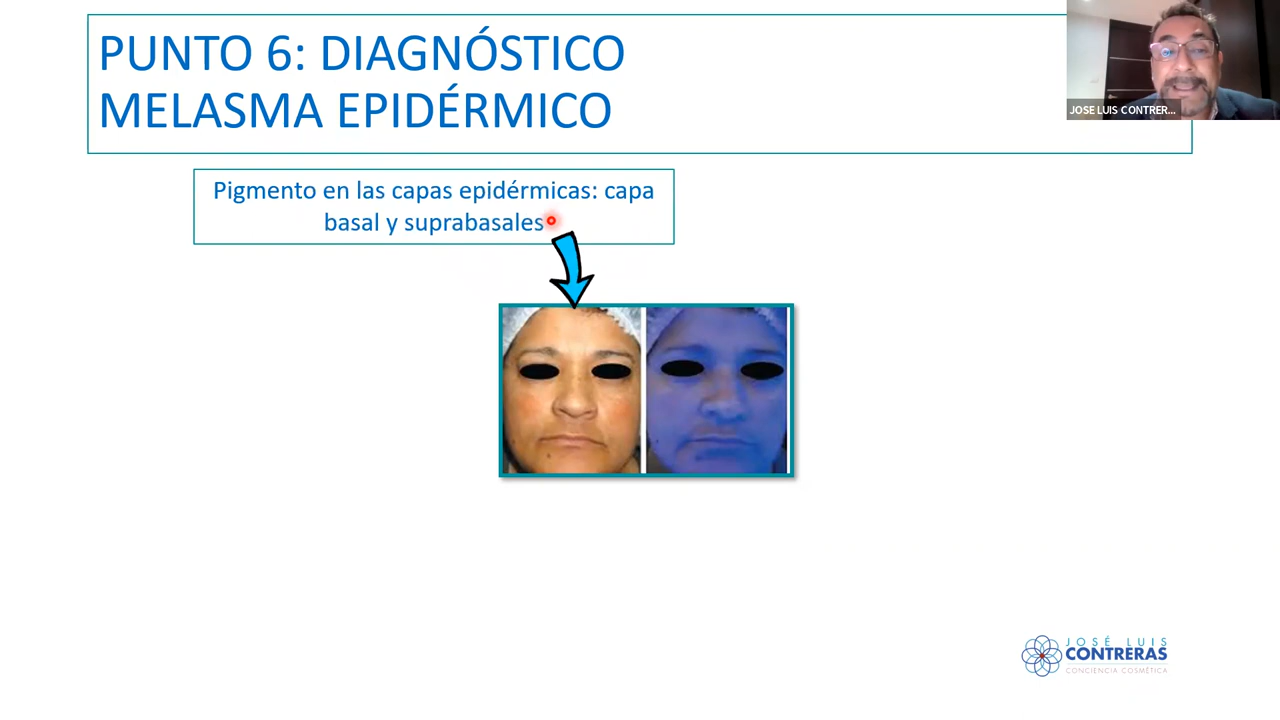 PUNTO 6: DIAGNÓSTICO
MELASMA EPIDÉRMICO
JOSE LUIS CONTRER...
Pigmento en las capas epidérmicas: capa
basal y suprabasales
JOSÉ LUIS
CONTRERAS
CONCIENCIA COSMÉTICA